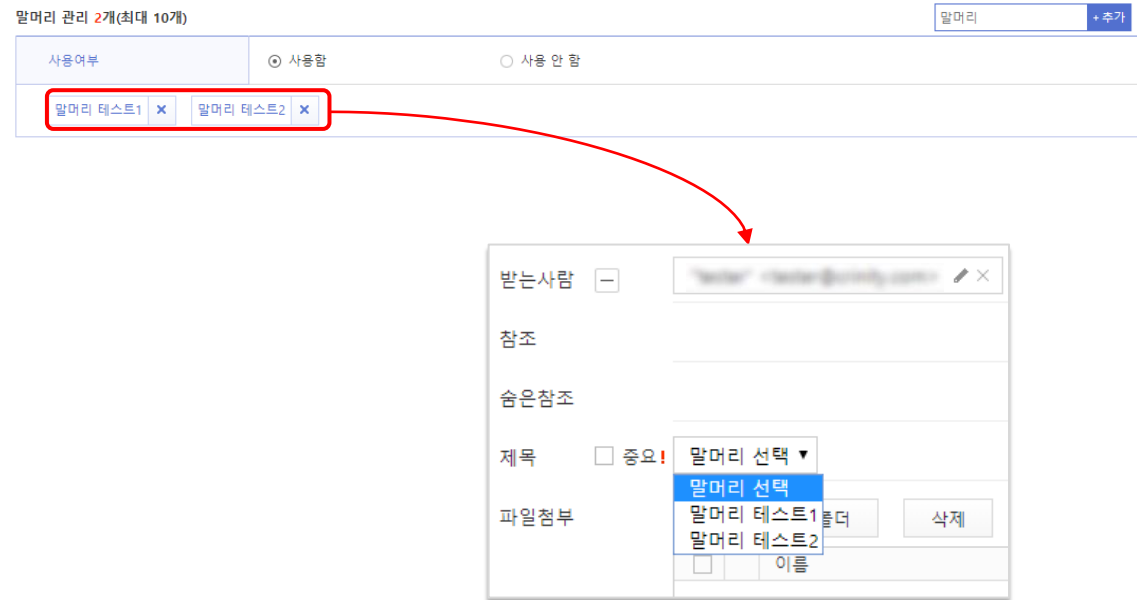 말머리 관리 2개(최대 10개)
말머리 +추가
사용여부 사용함 사용 안 함
말머리 테스트1 말머리 테스트2
받는사람
참조
숨은참조
제목 중요! 말머리 선택
말머리 선택
파일첨부 말머리 테스트1 삭제
말머리 테스트2
이름